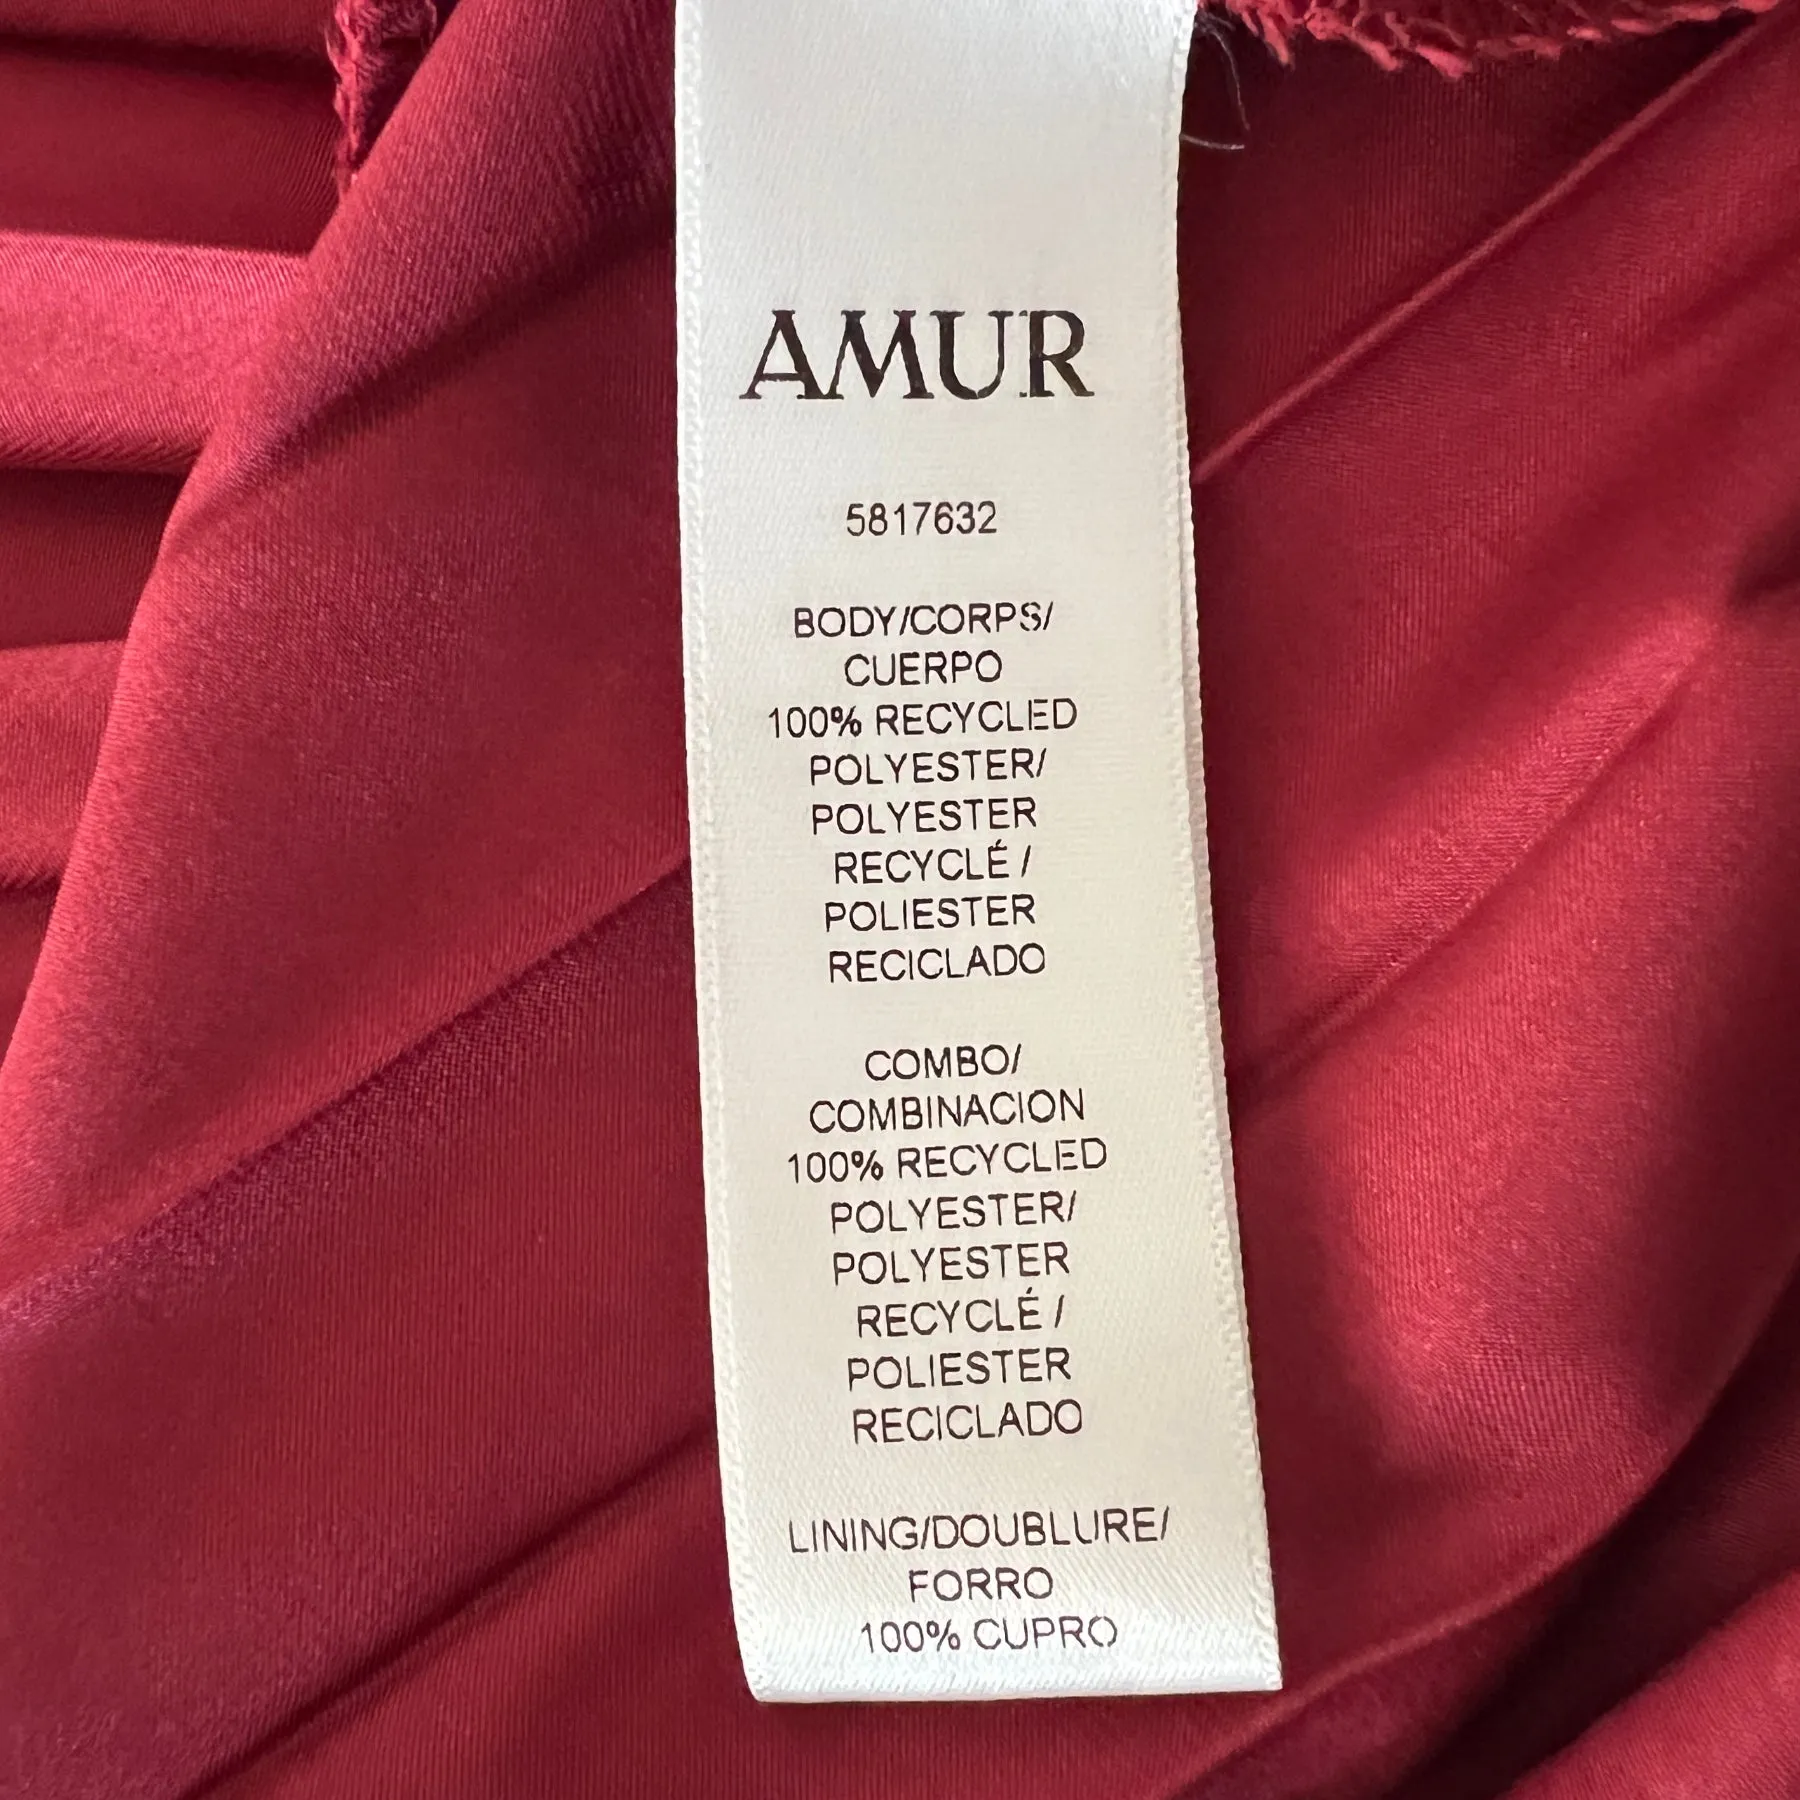 AMUR
5817632
BODY/CORPS/
CUERPO
100% RECYCLED
POLYESTER/
POLYESTER
RECYCLÉ /
POLIESTER
RECICLADO
COMBO/
COMBINACION
100% RECYCLED
POLYESTER/
POLYESTER
RECYCLÉ /
POLIESTER
RECICLADO
LINING/DOUBLURE/
FORRO
100% CUPRO